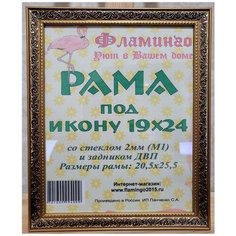 Фламинго
Уют в Вашем доме
РАМА
ПОД
ИКОНУ 19х24
со стеклом 2мм (М1)
и задником ДВП
Размеры рамы: 20,5х25,5
Интернет-магазин:
www.flamingo2015.ru
Произведено в России ИП Панченко С.А.